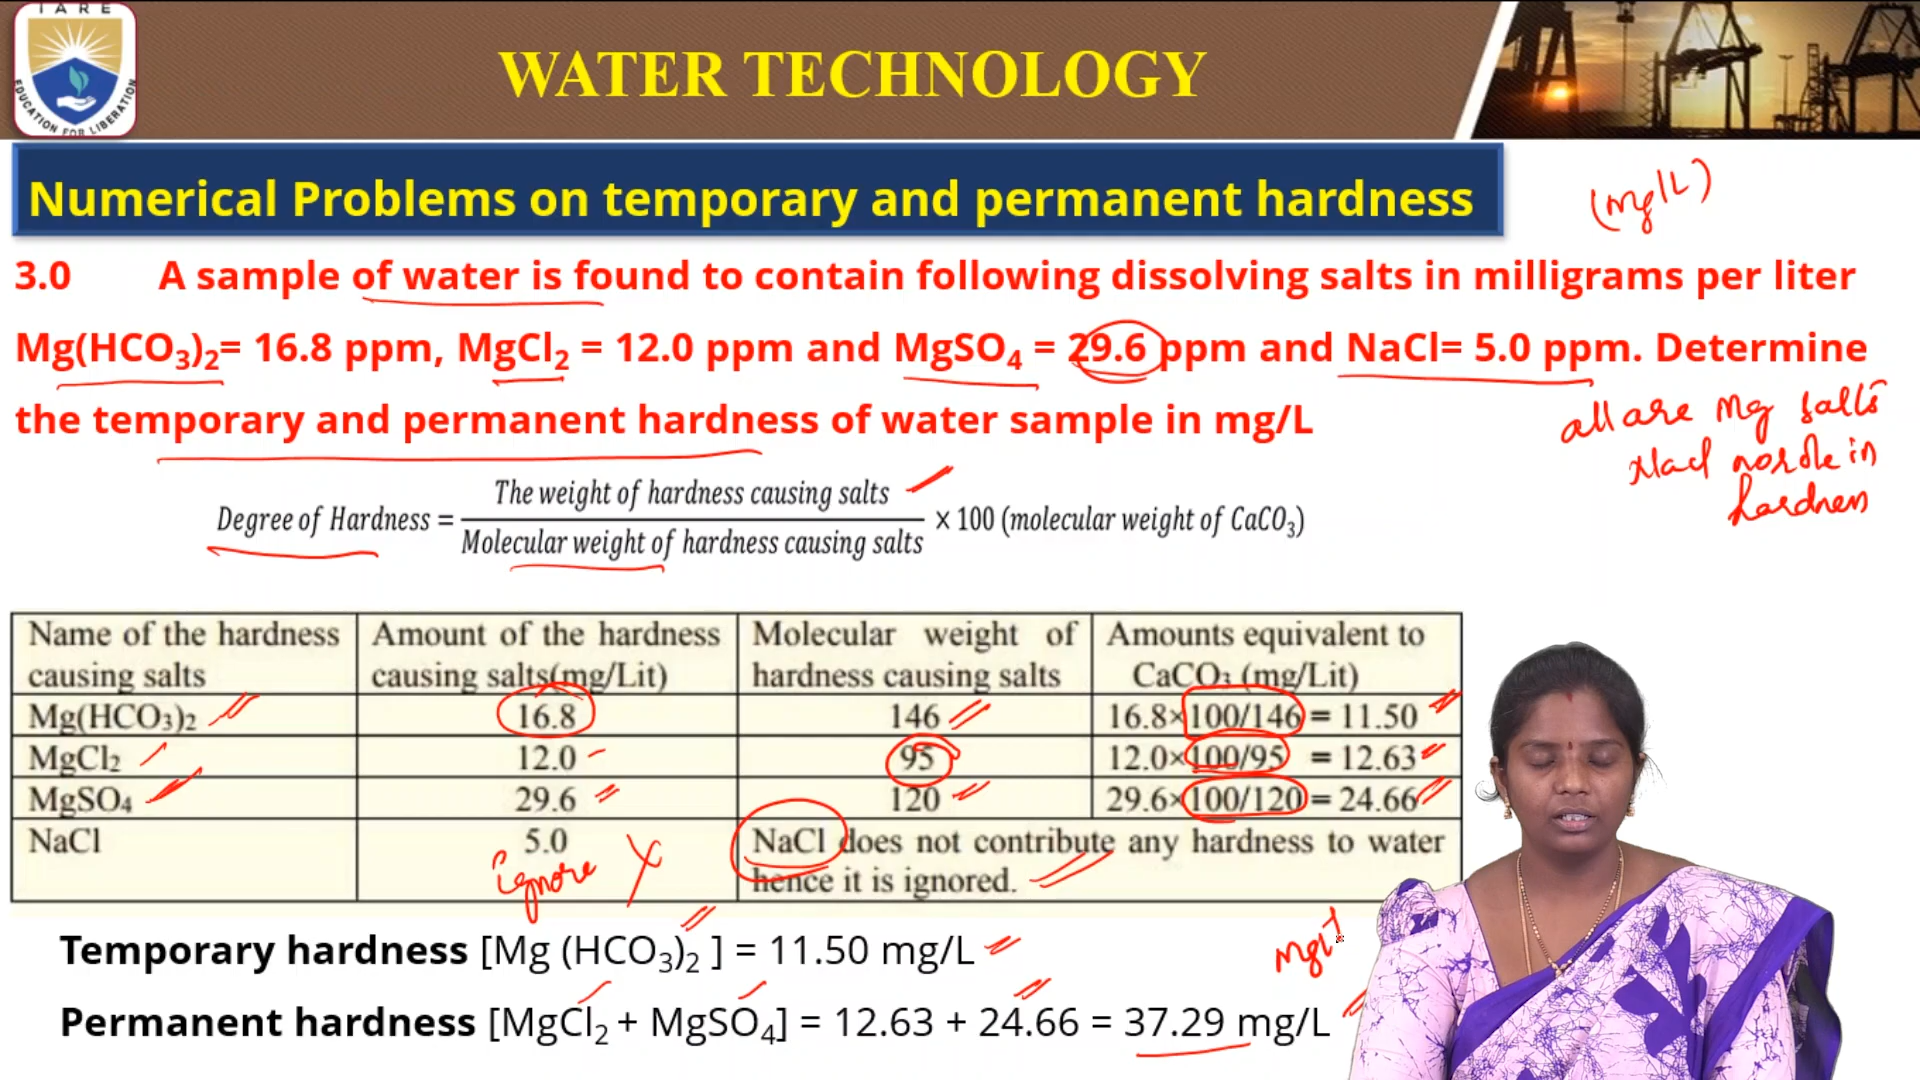 IARE
EDUCATION FOR LIBERATION
WATER TECHNOLOGY
Numerical Problems on temporary and permanent hardness
(mg/L)
3.0 A sample of water is found to contain following dissolving salts in milligrams per liter
Mg(HCO₃)₂= 16.8 ppm, MgCl₂ = 12.0 ppm and MgSO₄ = 29.6 ppm and NaCl= 5.0 ppm. Determine
the temporary and permanent hardness of water sample in mg/L
all are Mg salts
Nacl no role in
hardness
Degree of Hardness = The weight of hardness causing salts / Molecular weight of hardness causing salts × 100 (molecular weight of CaCO₃)
Name of the hardness causing salts | Amount of the hardness causing salts(mg/Lit) | Molecular weight of hardness causing salts | Amounts equivalent to CaCO₃ (mg/Lit)
Mg(HCO₃)₂ | 16.8 | 146 | 16.8×100/146 = 11.50
MgCl₂ | 12.0 | 95 | 12.0×100/95 = 12.63
MgSO₄ | 29.6 | 120 | 29.6×100/120 = 24.66
NaCl | 5.0 | NaCl does not contribute any hardness to water hence it is ignored.
ignore
Temporary hardness [Mg (HCO₃)₂ ] = 11.50 mg/L
Permanent hardness [MgCl₂ + MgSO₄] = 12.63 + 24.66 = 37.29 mg/L